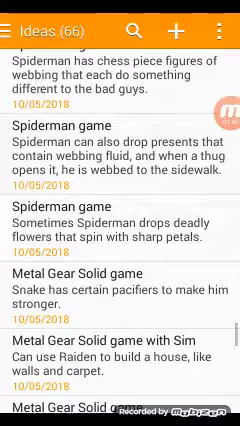 Ideas (66)
Spiderman game
Spiderman has chess piece figures of
webbing that each do something
different to the bad guys.
10/05/2018
Spiderman game
Spiderman can also drop presents that
contain webbing fluid, and when a thug
opens it, he is webbed to the sidewalk.
10/05/2018
Spiderman game
Sometimes Spiderman drops deadly
flowers that spin with sharp petals.
10/05/2018
Metal Gear Solid game
Snake has certain pacifiers to make him
stronger.
10/05/2018
Metal Gear Solid game with Sim
Can use Raiden to build a house, like
walls and carpet.
10/05/2018
Metal Gear Solid game
Recorded by mobizen